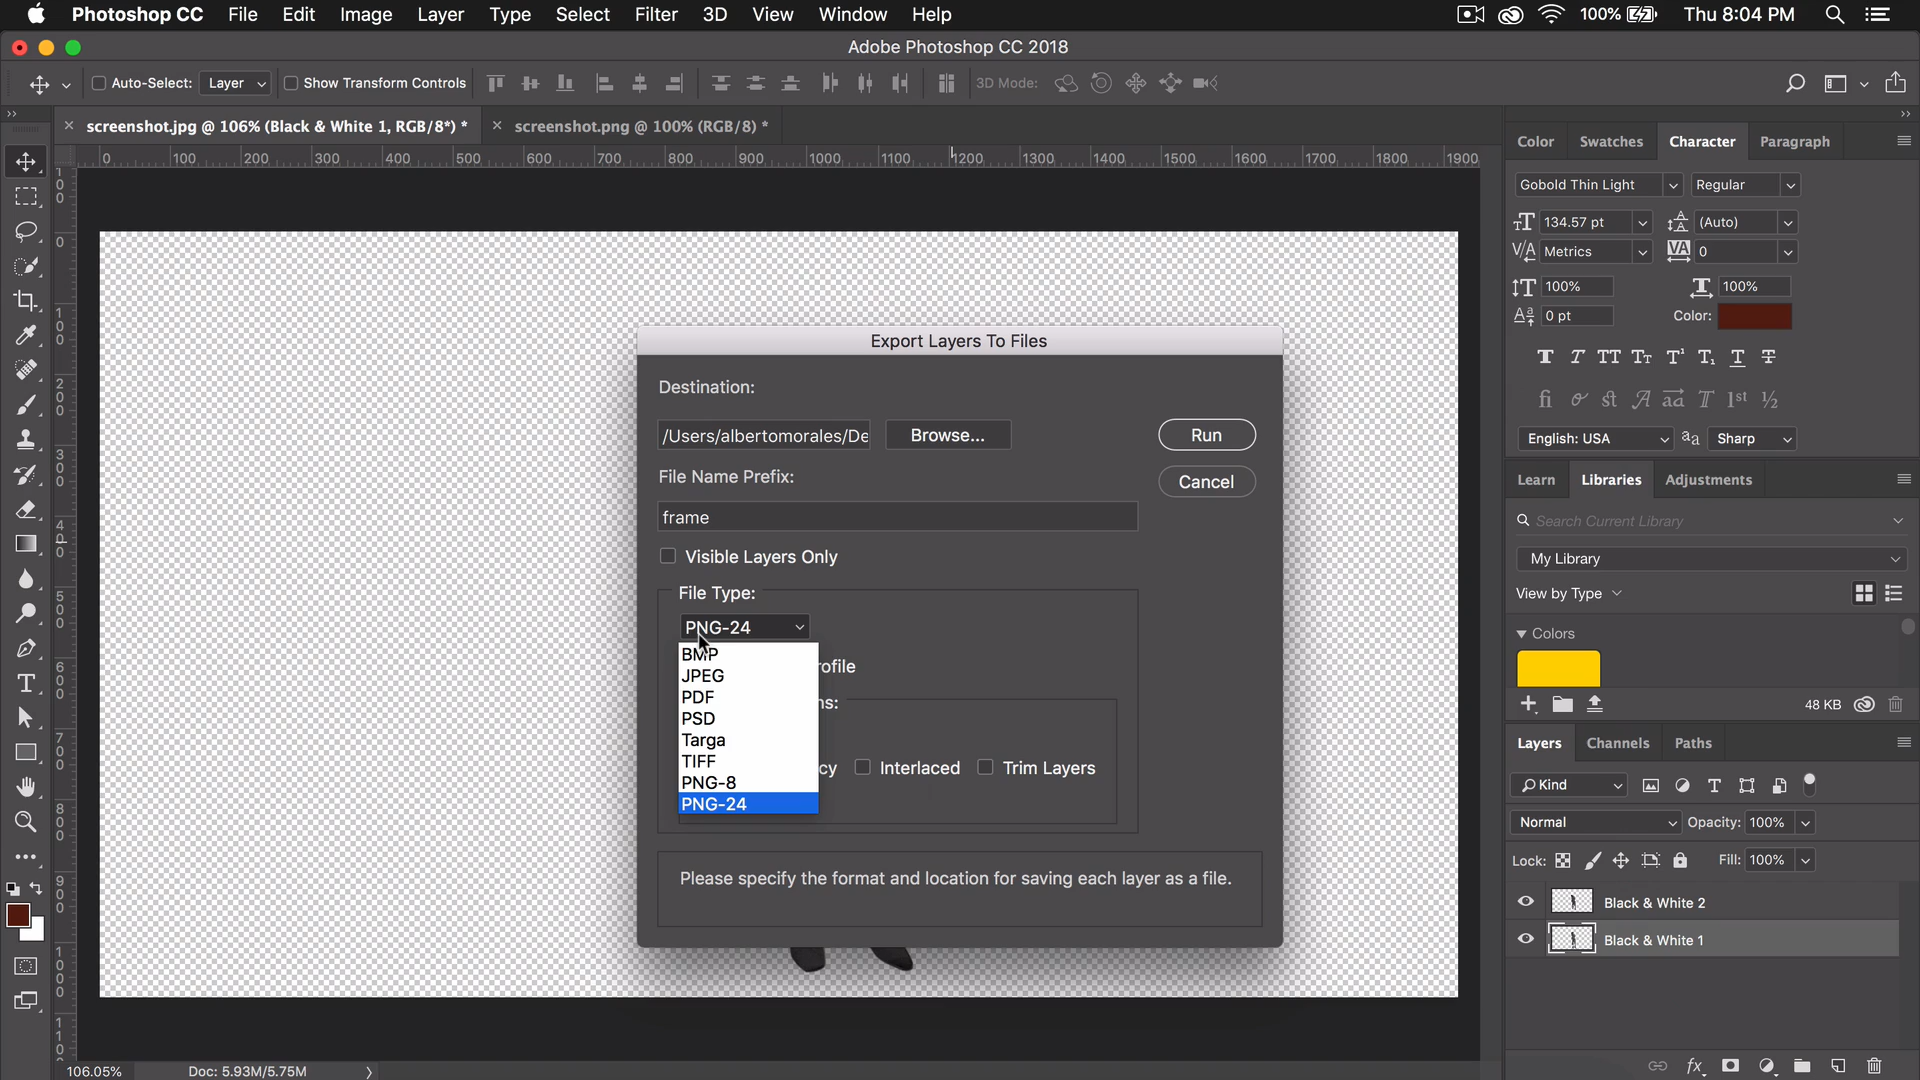 Photoshop CC File Edit Image Layer Type Select Filter 3D View Window Help 100% Thu 8:04 PM
Adobe Photoshop CC 2018
Auto-Select: Layer Show Transform Controls 3D Mode:
screenshot.jpg @ 106% (Black & White 1, RGB/8*) * screenshot.png @ 100% (RGB/8) *
0 100 200 300 400 500 600 700 800 900 1000 1100 1200 1300 1400 1500 1600 1700 1800 1900
Color Swatches Character Paragraph
Gobold Thin Light Regular
134.57 pt (Auto)
Metrics 0
100% 100%
0 pt Color:
English: USA Sharp
Learn Libraries Adjustments
Search Current Library
My Library
View by Type
Colors
48 KB
Layers Channels Paths
Kind
Normal Opacity: 100%
Lock: Fill: 100%
Black & White 2
Black & White 1
Export Layers To Files
Destination:
/Users/albertomorales/De Browse... Run
File Name Prefix:
Cancel
frame
Visible Layers Only
File Type:
PNG-24
BMP
rofile
JPEG
PDF
ns:
PSD
Targa
TIFF
cy Interlaced Trim Layers
PNG-8
PNG-24
Please specify the format and location for saving each layer as a file.
106.05% Doc: 5.93M/5.75M